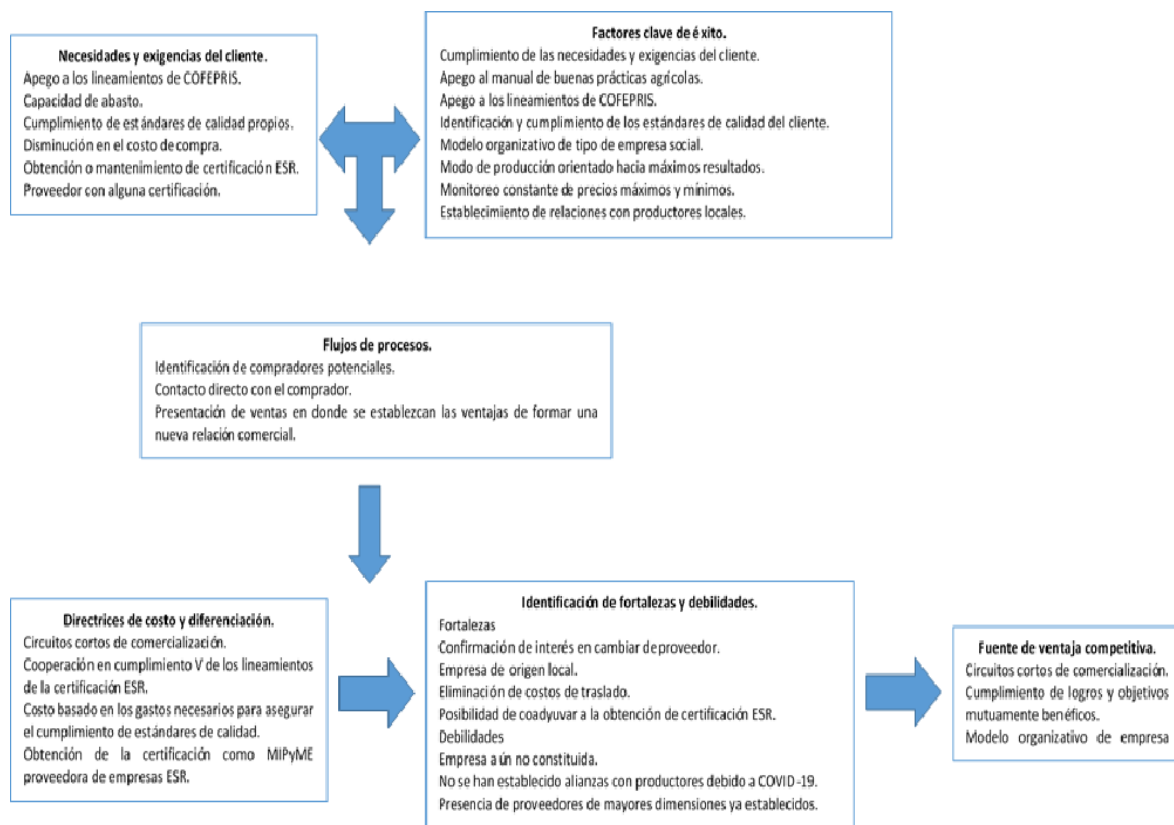 Necesidades y exigencias del cliente.
Apego a los lineamientos de COFEPRIS.
Capacidad de abasto.
Cumplimiento de estándares de calidad propios.
Disminución en el costo de compra.
Obtención o mantenimiento de certificación ESR.
Proveedor con alguna certificación.
Factores clave de éxito.
Cumplimiento de las necesidades y exigencias del cliente.
Apego al manual de buenas prácticas agrícolas.
Apego a los lineamientos de COFEPRIS.
Identificación y cumplimiento de los estándares de calidad del cliente.
Modelo organizativo de tipo de empresa social.
Modo de producción orientado hacia máximos resultados.
Monitoreo constante de precios máximos y mínimos.
Establecimiento de relaciones con productores locales.
Flujos de procesos.
Identificación de compradores potenciales.
Contacto directo con el comprador.
Presentación de ventas en donde se establezcan las ventajas de formar una
nueva relación comercial.
Directrices de costo y diferenciación.
Circuitos cortos de comercialización.
Cooperación en cumplimiento V de los lineamientos
de la certificación ESR.
Costo basado en los gastos necesarios para asegurar
el cumplimiento de estándares de calidad.
Obtención de la certificación como MIPyME
proveedora de empresas ESR.
Identificación de fortalezas y debilidades.
Fortalezas
Confirmación de interés en cambiar de proveedor.
Empresa de origen local.
Eliminación de costos de traslado.
Posibilidad de coadyuvar a la obtención de certificación ESR.
Debilidades
Empresa aún no constituida.
No se han establecido alianzas con productores debido a COVID-19.
Presencia de proveedores de mayores dimensiones ya establecidos.
Fuente de ventaja competitiva.
Circuitos cortos de comercialización.
Cumplimiento de logros y objetivos
mutuamente benéficos.
Modelo organizativo de empresa